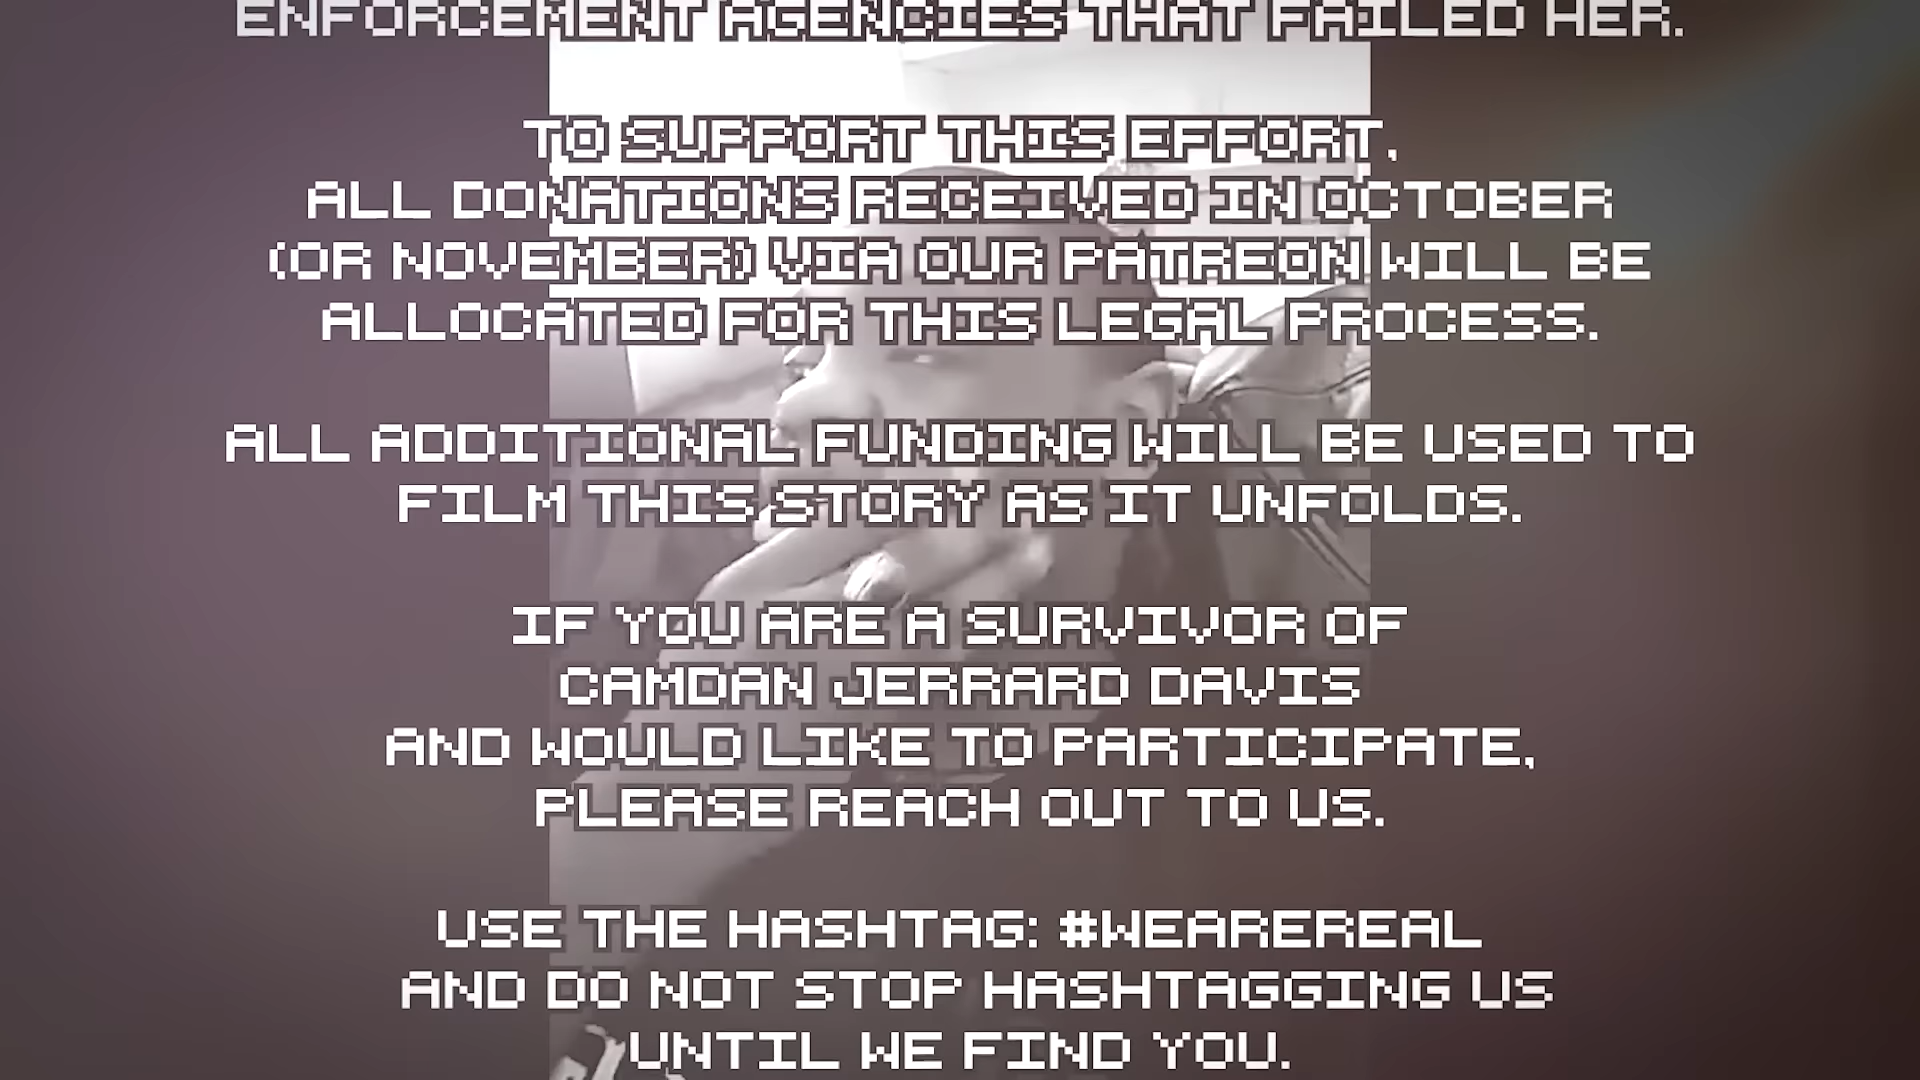 ENFORCEMENT AGENCIES THAT FAILED HER.
TO SUPPORT THIS EFFORT,
ALL DONATIONS RECEIVED IN OCTOBER
(OR NOVEMBER) VIA OUR PATREON WILL BE
ALLOCATED FOR THIS LEGAL PROCESS.
ALL ADDITIONAL FUNDING WILL BE USED TO
FILM THIS STORY AS IT UNFOLDS.
IF YOU ARE A SURVIVOR OF
CAMDAN JERRARD DAVIS
AND WOULD LIKE TO PARTICIPATE,
PLEASE REACH OUT TO US.
USE THE HASHTAG: #WEAREREAL
AND DO NOT STOP HASHTAGGING US
UNTIL WE FIND YOU.